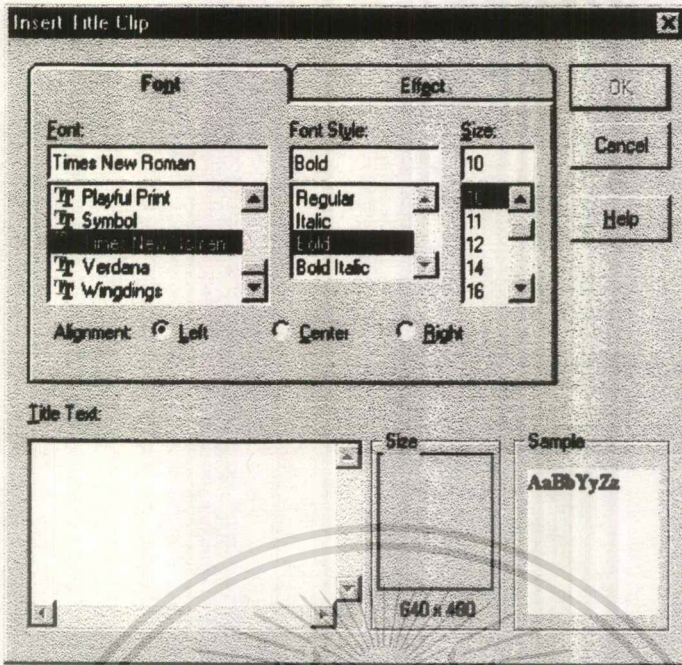 Insert Title Clip
Font Effect
OK
Cancel
Help
Font:
Times New Roman
Playful Print
Symbol
Times New Roman
Verdana
Wingdings
Font Style:
Bold
Regular
Italic
Bold
Bold Italic
Size:
10
10
11
12
14
16
Alignment: Left Center Right
Title Text:
Size
640 x 480
Sample
AaBbYyZz